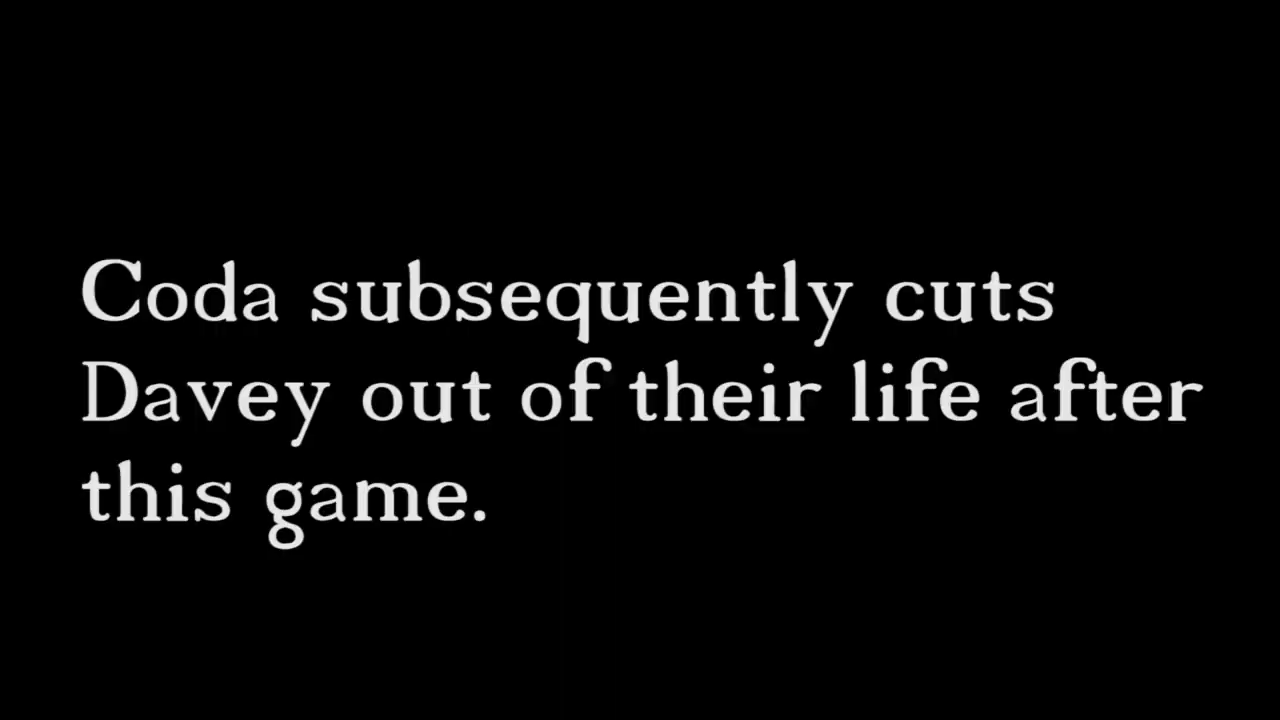 Coda subsequently cuts
Davey out of their life after
this game.